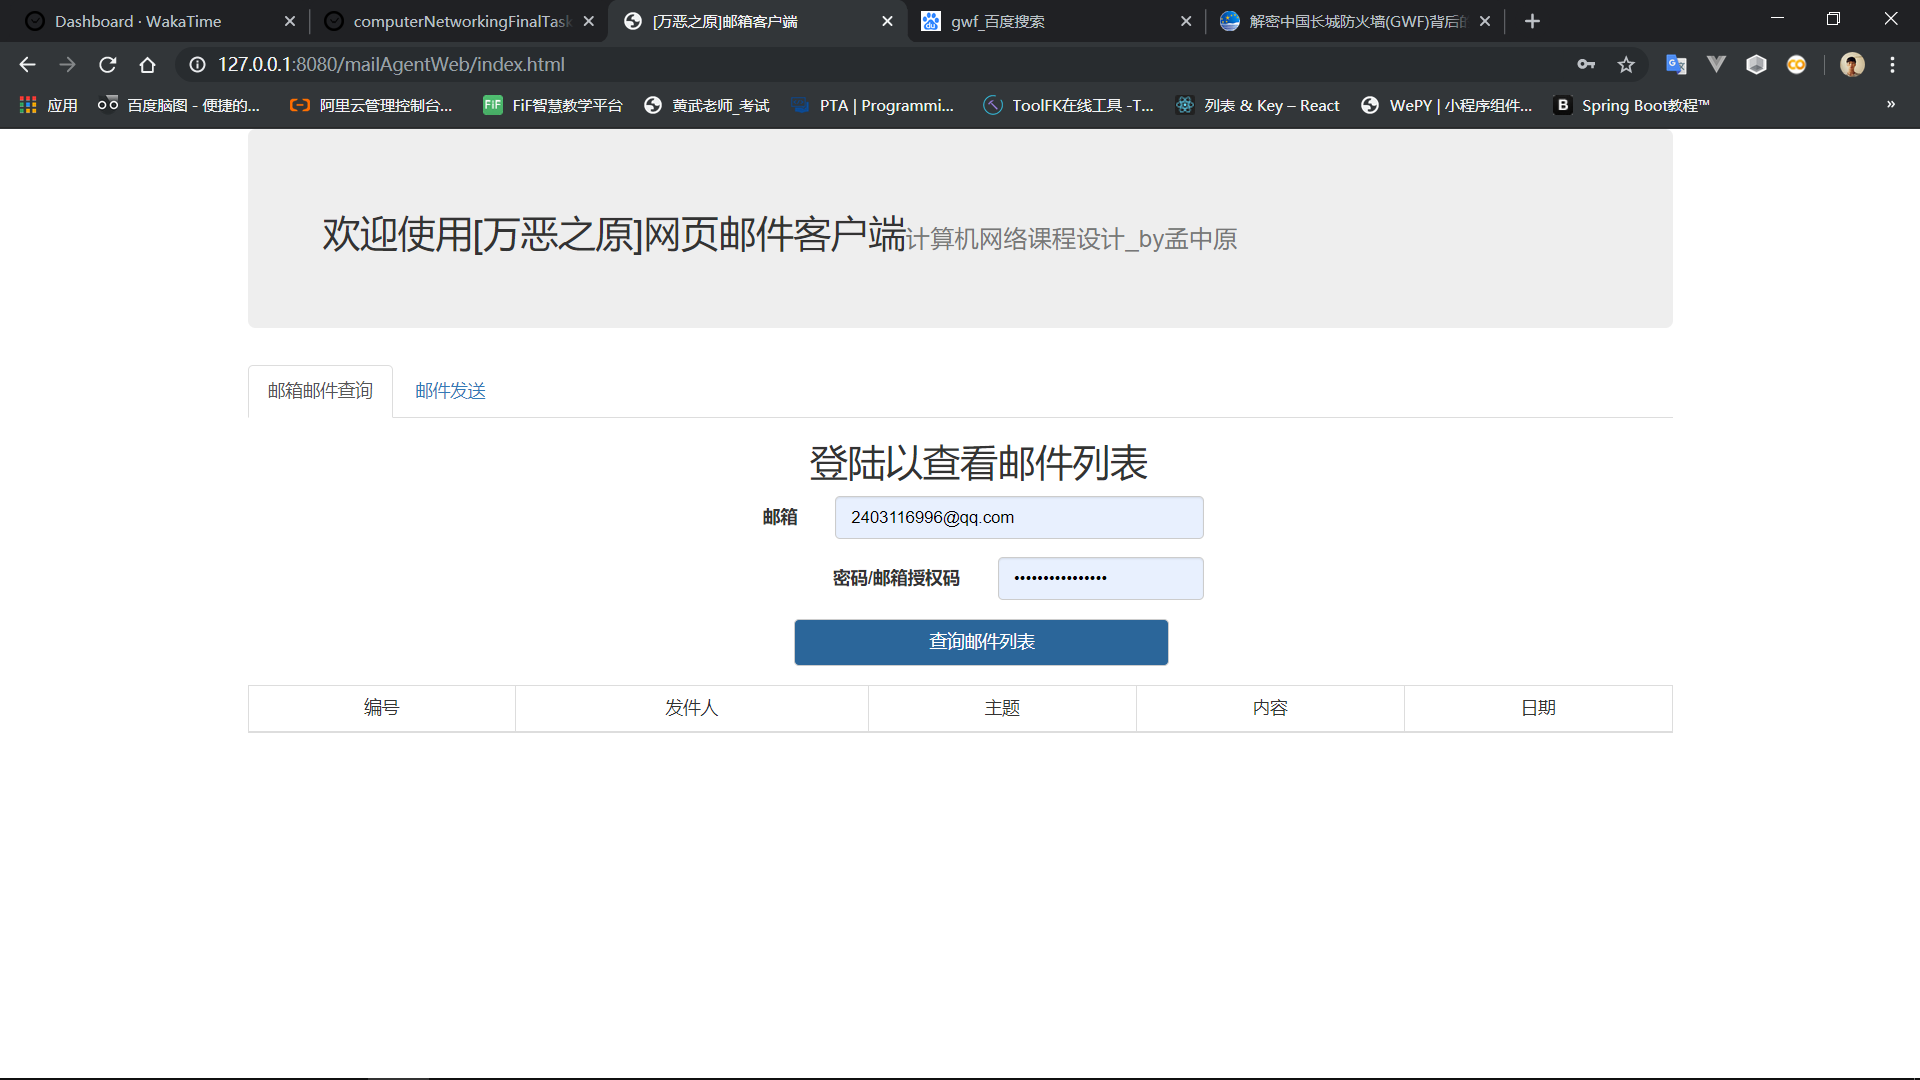 Dashboard · WakaTime
computerNetworkingFinalTask
[万恶之原]邮箱客户端
gwf_百度搜索
解密中国长城防火墙(GWF)背后的
127.0.0.1:8080/mailAgentWeb/index.html
应用
百度脑图 - 便捷的...
阿里云管理控制台...
FiF
FiF智慧教学平台
黄武老师_考试
PTA | Programmi...
ToolFK在线工具 -T...
列表 & Key – React
WePY | 小程序组件...
B
Spring Boot教程™
»
欢迎使用[万恶之原]网页邮件客户端计算机网络课程设计_by孟中原
邮箱邮件查询
邮件发送
登陆以查看邮件列表
邮箱
2403116996@qq.com
密码/邮箱授权码
••••••••••••••••
查询邮件列表
编号
发件人
主题
内容
日期